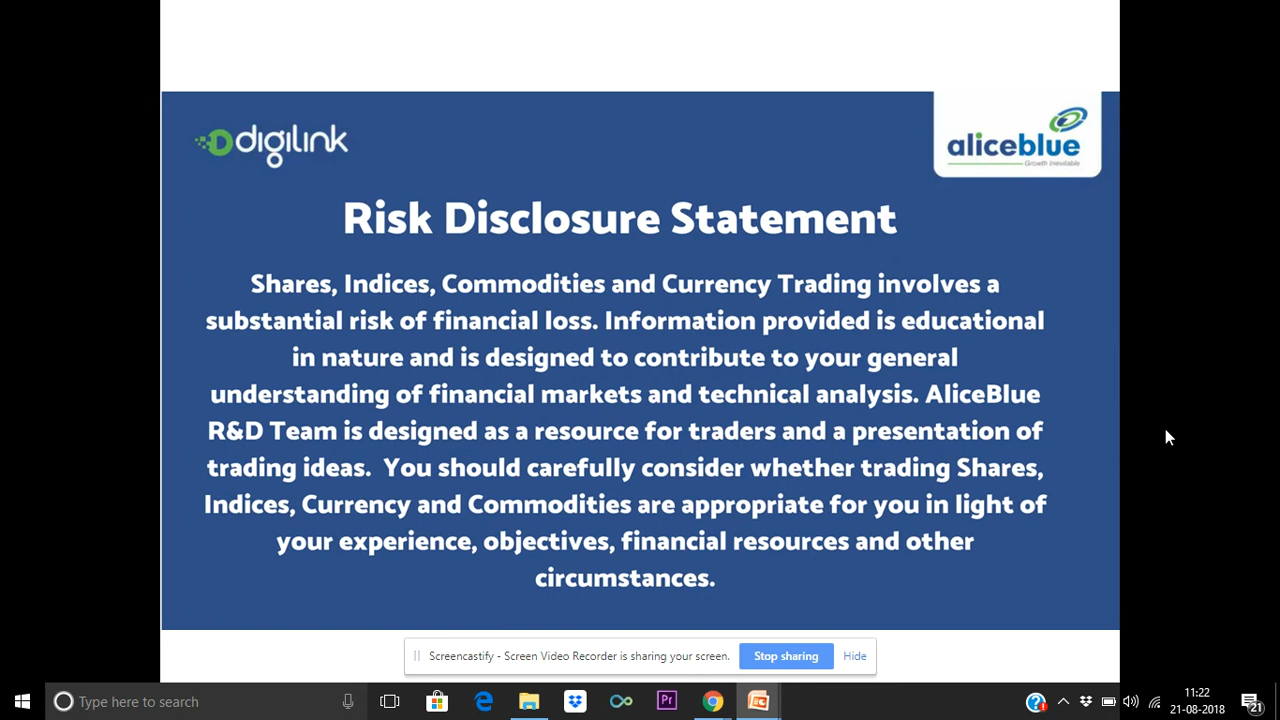 digilink
aliceblue
Growth Inevitable
Risk Disclosure Statement
Shares, Indices, Commodities and Currency Trading involves a
substantial risk of financial loss. Information provided is educational
in nature and is designed to contribute to your general
understanding of financial markets and technical analysis. AliceBlue
R&D Team is designed as a resource for traders and a presentation of
trading ideas. You should carefully consider whether trading Shares,
Indices, Currency and Commodities are appropriate for you in light of
your experience, objectives, financial resources and other
circumstances.
Screencastify - Screen Video Recorder is sharing your screen. Stop sharing Hide
Type here to search
Pr
11:22
21-08-2018
21